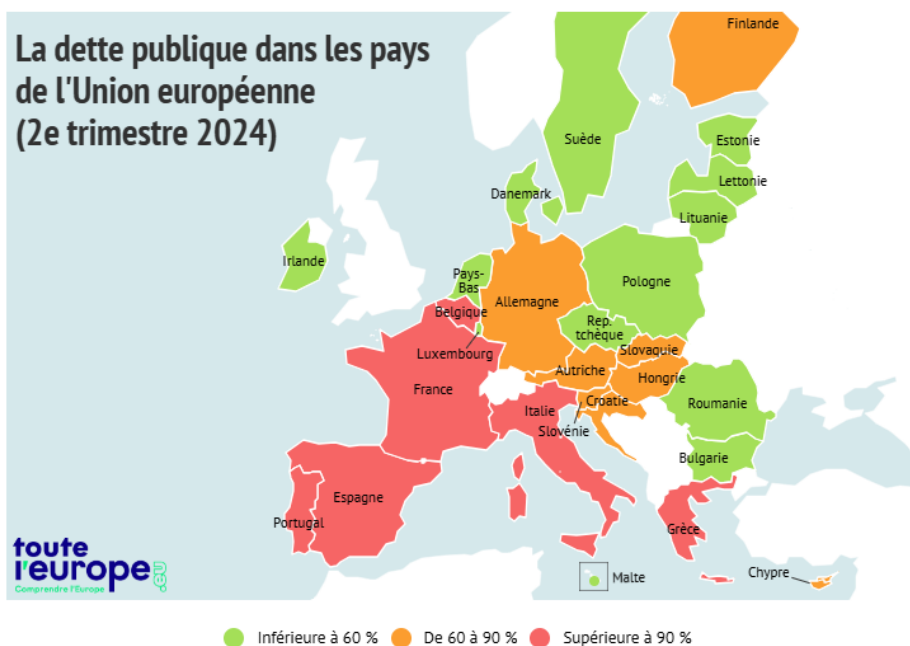 La dette publique dans les pays
de l'Union européenne
(2e trimestre 2024)
Finlande
Suède
Estonie
Lettonie
Danemark
Lituanie
Irlande
Pays-
Bas
Pologne
Allemagne
Belgique
Rep.
tchèque
Luxembourg
Slovaquie
Autriche
Hongrie
France
Croatie
Roumanie
Italie
Slovénie
Bulgarie
Espagne
Portugal
Grèce
toute
l'europe.eu
Comprendre l'Europe
Malte
Chypre
Inférieure à 60 %
De 60 à 90 %
Supérieure à 90 %